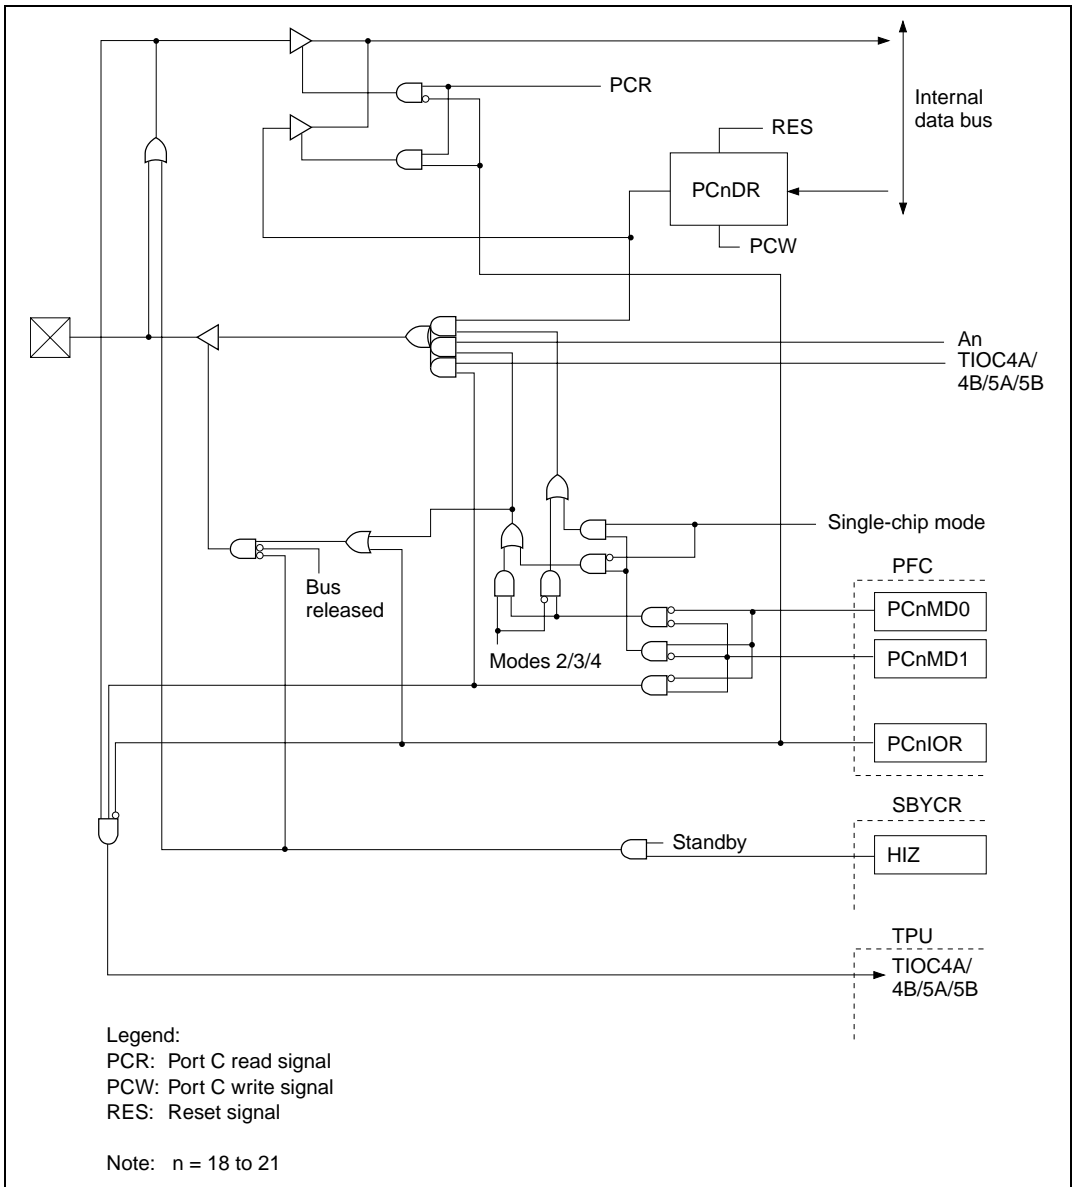 PCR
Internal
data bus
RES
PCnDR
PCW
An
TIOC4A/
4B/5A/5B
Single-chip mode
PFC
Bus
released
PCnMD0
Modes 2/3/4
PCnMD1
PCnIOR
SBYCR
Standby
HIZ
TPU
TIOC4A/
4B/5A/5B
Legend:
PCR: Port C read signal
PCW: Port C write signal
RES: Reset signal
Note: n = 18 to 21